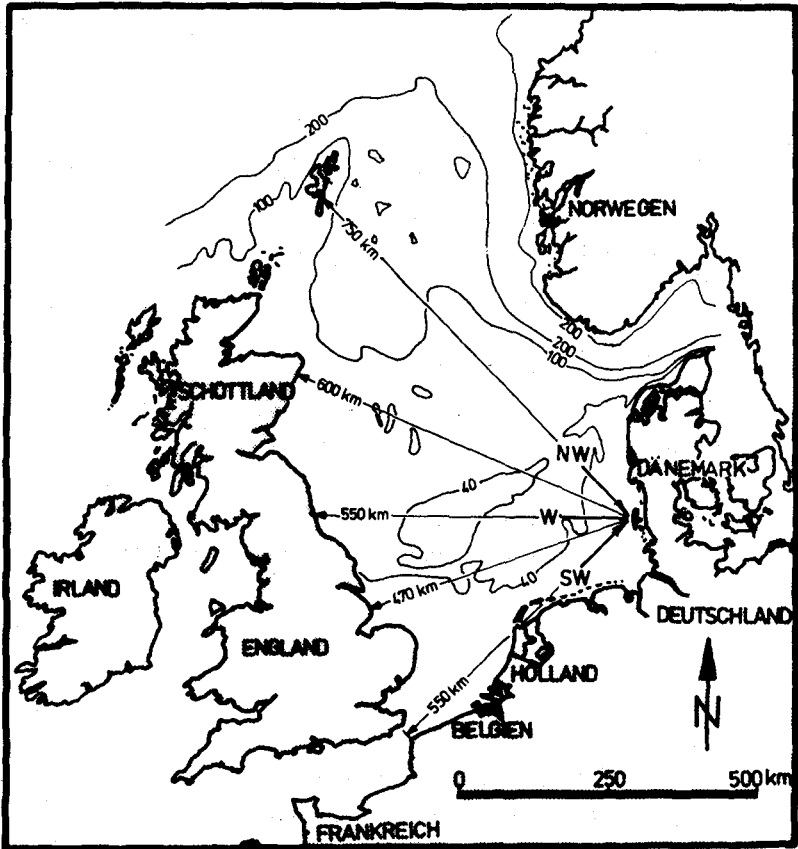 200
100
750 km
NORWEGEN
200
200
100
SCHOTTLAND
600 km
NW
DÄNEMARK
40
550 km
W
IRLAND
470 km
40
SW
DEUTSCHLAND
ENGLAND
HOLLAND
550 km
BELGIEN
N
0 250 500 km
FRANKREICH